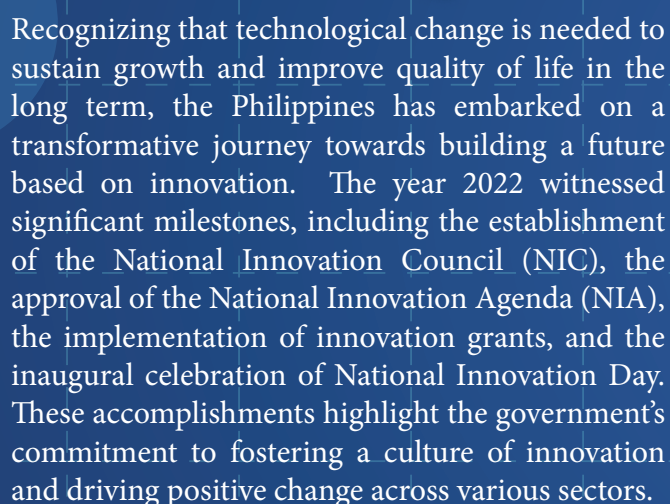 Recognizing that technological change is needed to
sustain growth and improve quality of life in the
long term, the Philippines has embarked on a
transformative journey towards building a future
based on innovation. The year 2022 witnessed
significant milestones, including the establishment
of the National Innovation Council (NIC), the
approval of the National Innovation Agenda (NIA),
the implementation of innovation grants, and the
inaugural celebration of National Innovation Day.
These accomplishments highlight the government’s
commitment to fostering a culture of innovation
and driving positive change across various sectors.